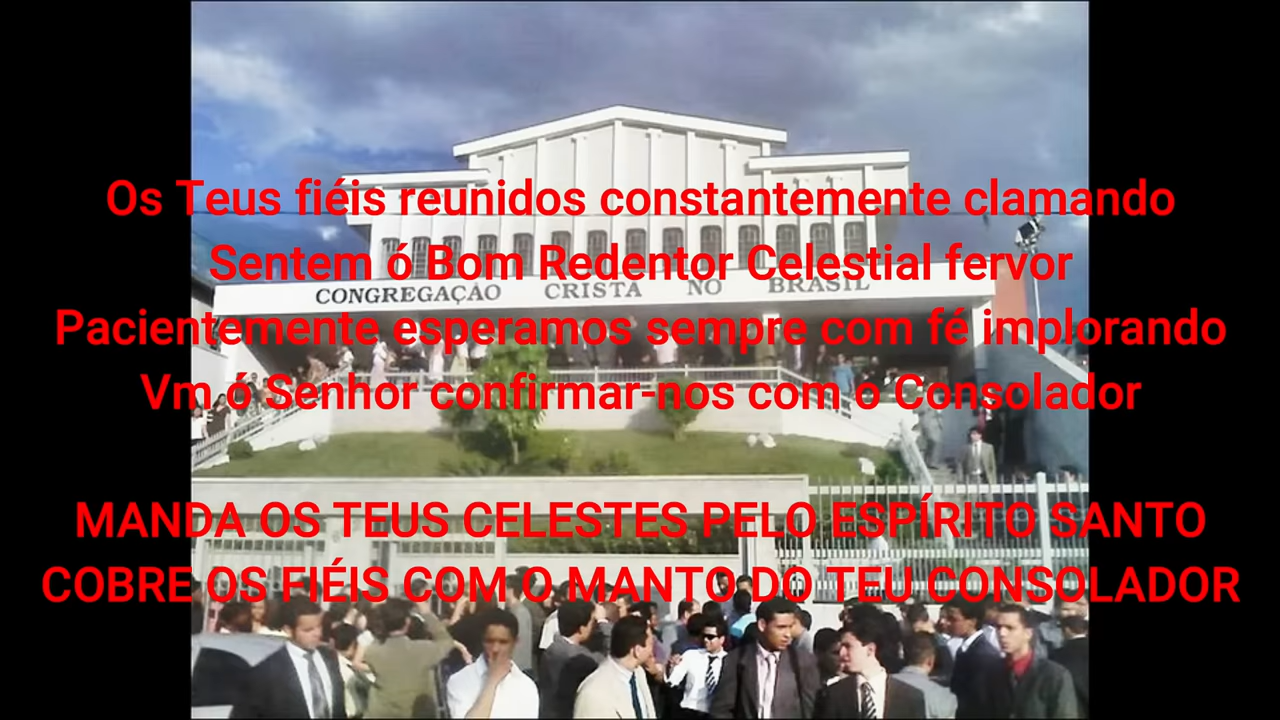 Os Teus fiéis reunidos constantemente clamando
Sentem ó Bom Redentor Celestial fervor
CONGREGAÇÃO CRISTA NO BRASIL
Pacientemente esperamos sempre com fé implorando
Vm ó Senhor confirmar-nos com o Consolador
MANDA OS TEUS CELESTES PELO ESPÍRITO SANTO
COBRE OS FIÉIS COM O MANTO DO TEU CONSOLADOR